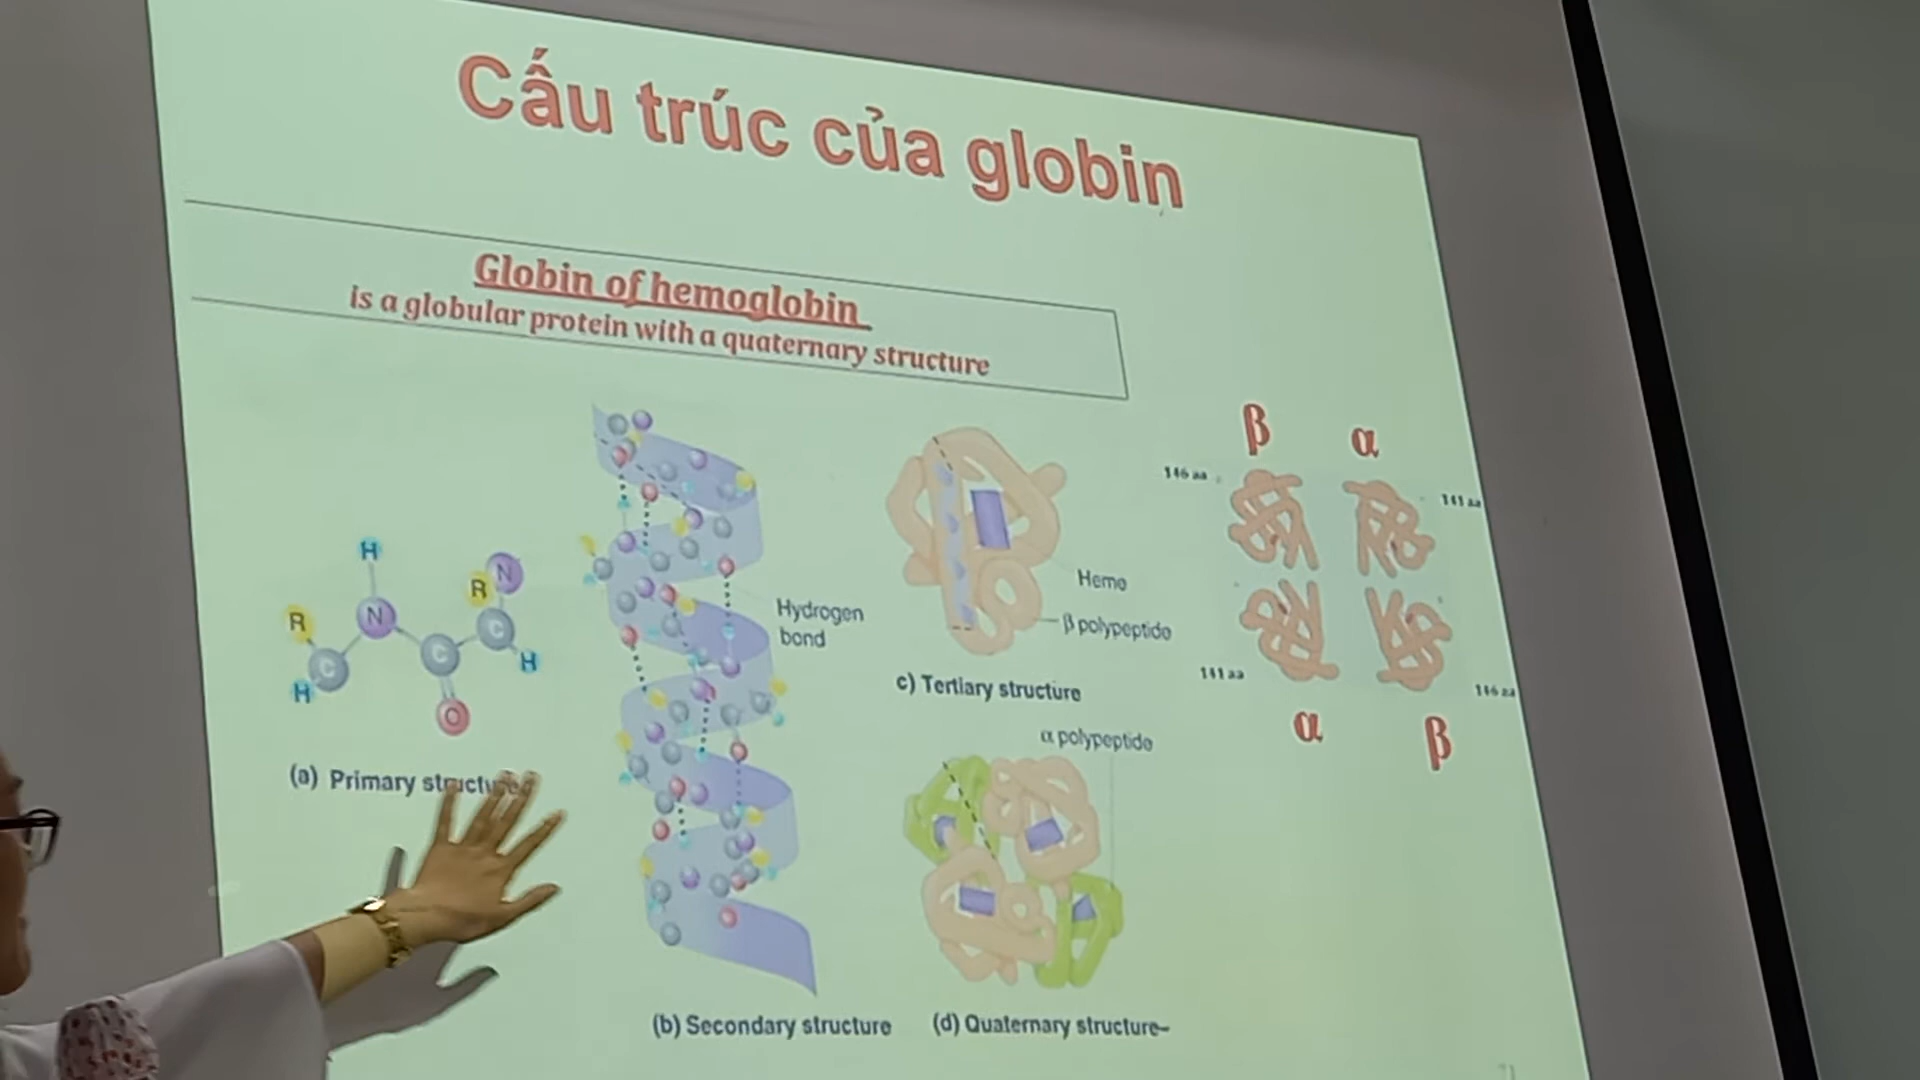 Cấu trúc của globin
Globin of hemoglobin
is a globular protein with a quaternary structure
H
R
N
R
N
C
C
C
H
H
O
(a) Primary structure
Hydrogen
bond
(b) Secondary structure
Heme
β polypeptide
c) Tertiary structure
α polypeptide
(d) Quaternary structure–
β
α
146 aa
141 aa
141 aa
146 aa
α
β